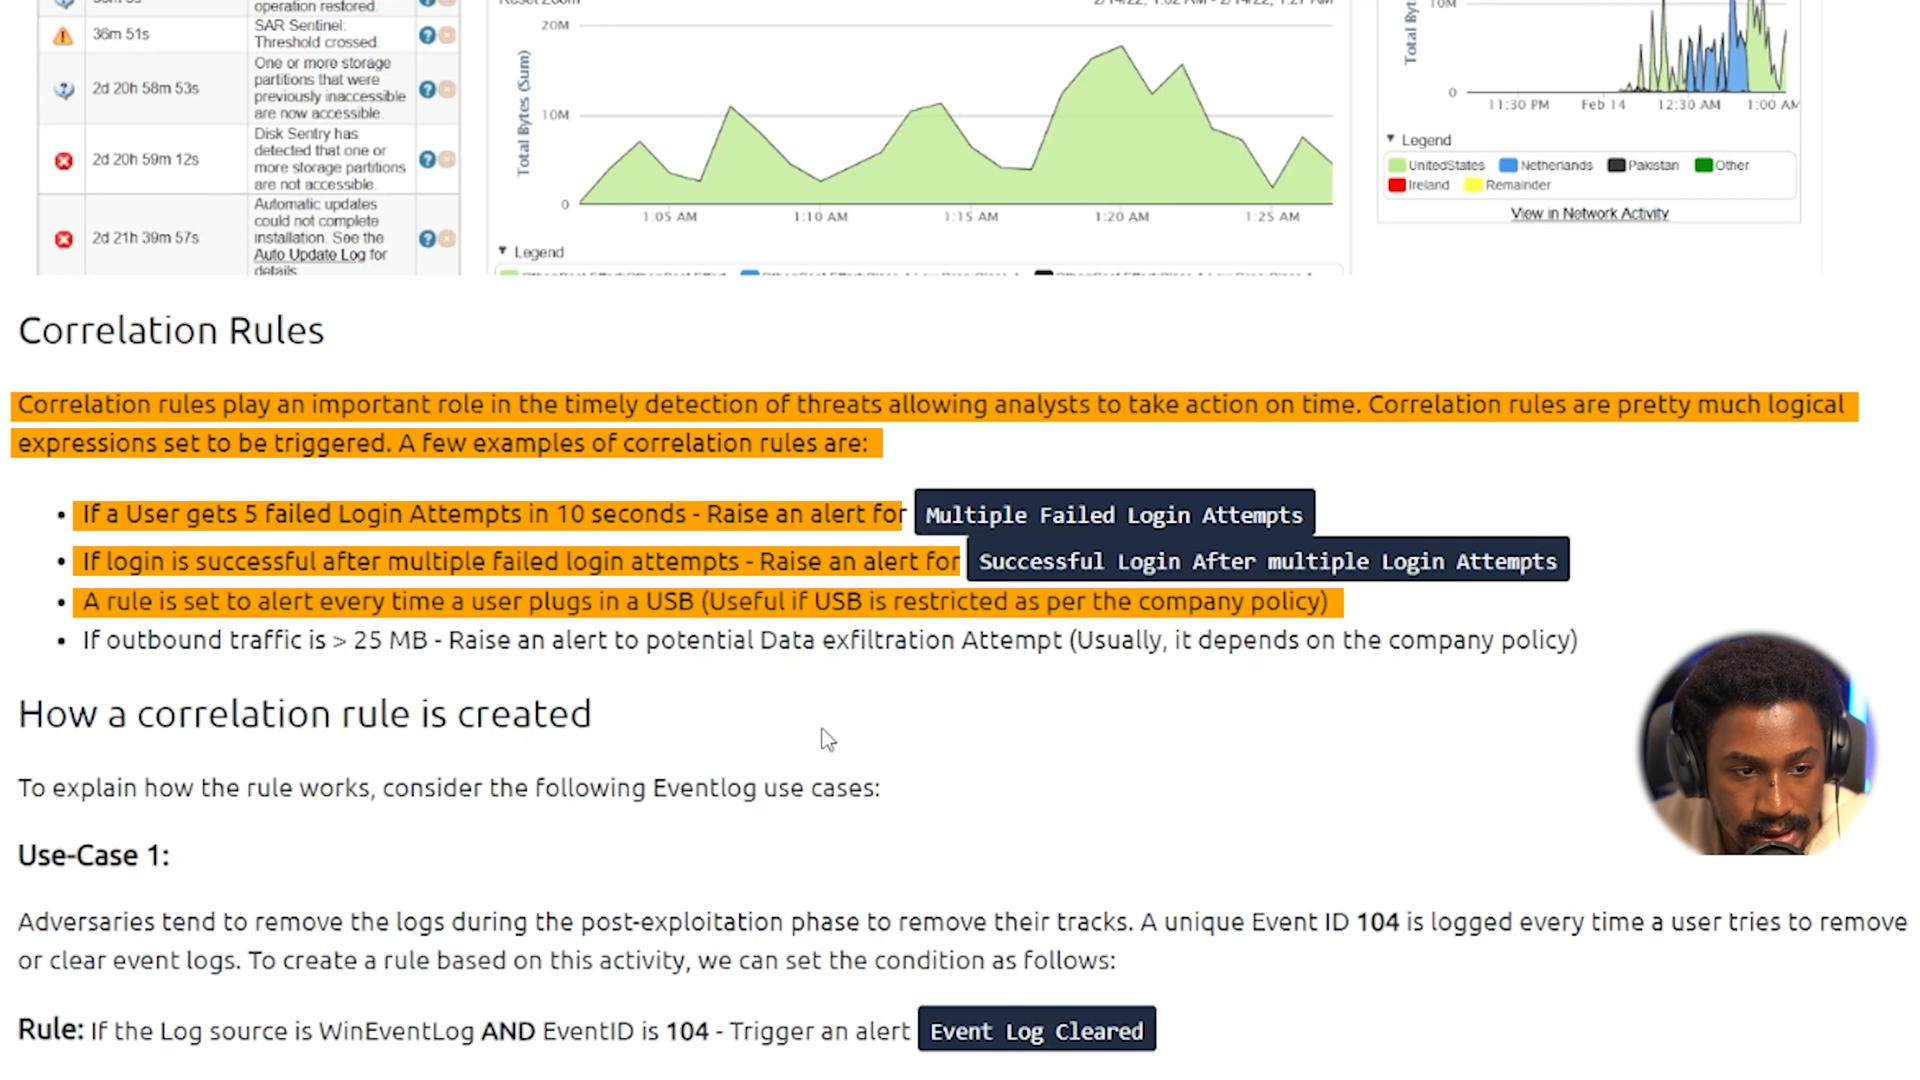 operation restored.
36m 51s
SAR Sentinel:
Threshold crossed.
2d 20h 58m 53s
One or more storage
partitions that were
previously inaccessible
are now accessible.
2d 20h 59m 12s
Disk Sentry has
detected that one or
more storage partitions
are not accessible.
2d 21h 39m 57s
Automatic updates
could not complete
installation. See the
Auto Update Log for
details.
20M
10M
0
Total Bytes (Sum)
1:05 AM 1:10 AM 1:15 AM 1:20 AM 1:25 AM
Legend
10M
0
11:30 PM Feb 14 12:30 AM 1:00 AM
Legend
UnitedStates Netherlands Pakistan Other
Ireland Remainder
View in Network Activity
Correlation Rules
Correlation rules play an important role in the timely detection of threats allowing analysts to take action on time. Correlation rules are pretty much logical
expressions set to be triggered. A few examples of correlation rules are:
• If a User gets 5 failed Login Attempts in 10 seconds - Raise an alert for Multiple Failed Login Attempts
• If login is successful after multiple failed login attempts - Raise an alert for Successful Login After multiple Login Attempts
• A rule is set to alert every time a user plugs in a USB (Useful if USB is restricted as per the company policy)
• If outbound traffic is > 25 MB - Raise an alert to potential Data exfiltration Attempt (Usually, it depends on the company policy)
How a correlation rule is created
To explain how the rule works, consider the following Eventlog use cases:
Use-Case 1:
Adversaries tend to remove the logs during the post-exploitation phase to remove their tracks. A unique Event ID 104 is logged every time a user tries to remove
or clear event logs. To create a rule based on this activity, we can set the condition as follows:
Rule: If the Log source is WinEventLog AND EventID is 104 - Trigger an alert Event Log Cleared